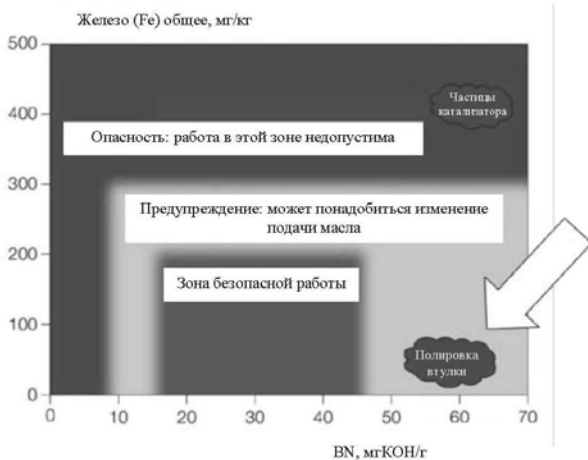 Железо (Fe) общее, мг/кг
500
400
300
200
100
0
Частицы
катализатора
Опасность: работа в этой зоне недопустима
Предупреждение: может понадобиться изменение
подачи масла
Зона безопасной работы
Полировка
втулки
0 10 20 30 40 50 60 70
BN, мгКОН/г